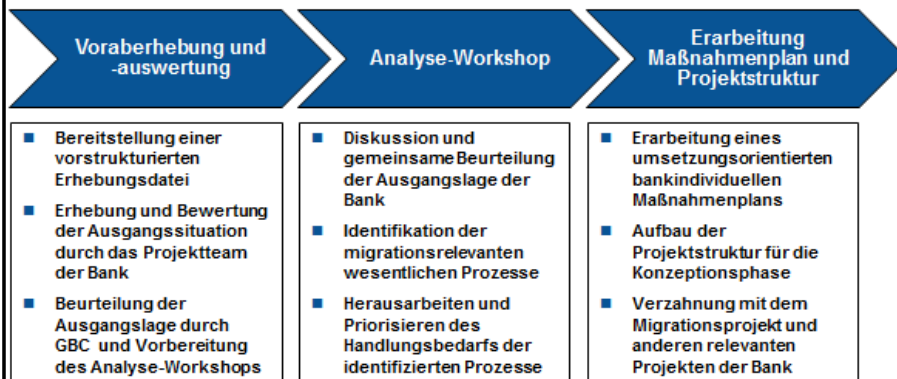 Voraberhebung und
-auswertung
Analyse-Workshop
Erarbeitung
Maßnahmenplan und
Projektstruktur
Bereitstellung einer
vorstrukturierten
Erhebungsdatei
Erhebung und Bewertung
der Ausgangssituation
durch das Projektteam
der Bank
Beurteilung der
Ausgangslage durch
GBC und Vorbereitung
des Analyse-Workshops
Diskussion und
gemeinsame Beurteilung
der Ausgangslage der
Bank
Identifikation der
migrationsrelevanten
wesentlichen Prozesse
Herausarbeiten und
Priorisieren des
Handlungsbedarfs der
identifizierten Prozesse
Erarbeitung eines
umsetzungsorientierten
bankindividuellen
Maßnahmenplans
Aufbau der
Projektstruktur für die
Konzeptionsphase
Verzahnung mit dem
Migrationsprojekt und
anderen relevanten
Projekten der Bank